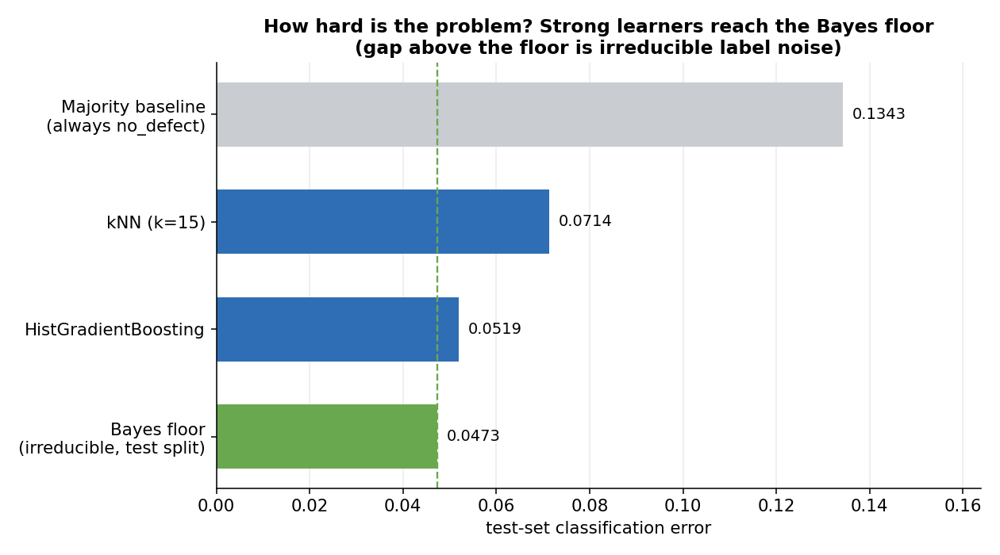 How hard is the problem? Strong learners reach the Bayes floor
(gap above the floor is irreducible label noise)
Majority baseline
(always no_defect)
0.1343
kNN (k=15)
0.0714
HistGradientBoosting
0.0519
Bayes floor
(irreducible, test split)
0.0473
0.00 0.02 0.04 0.06 0.08 0.10 0.12 0.14 0.16
test-set classification error